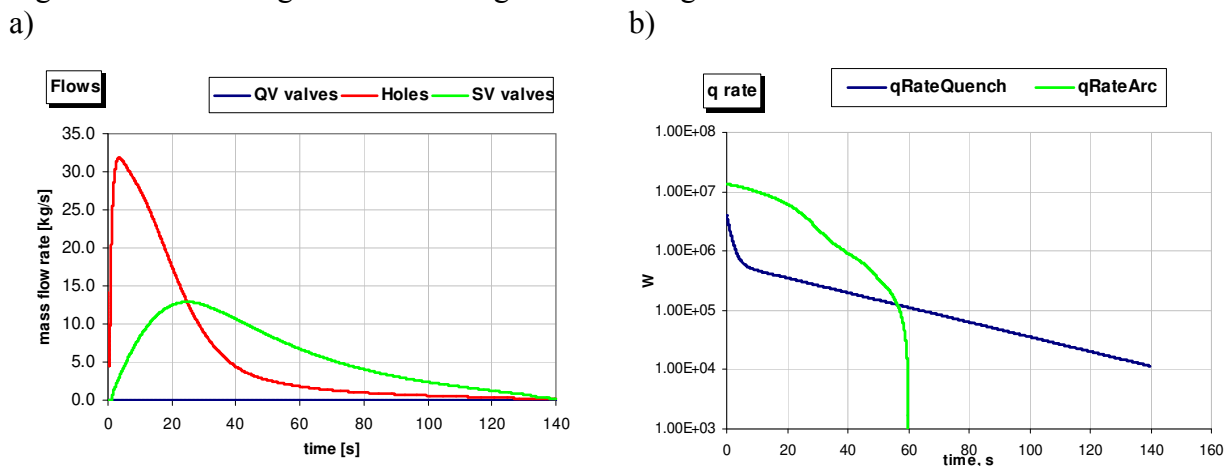 a)
b)
Flows
QV valves Holes SV valves
35.0
30.0
25.0
20.0
15.0
10.0
5.0
0.0
mass flow rate [kg/s]
0 20 40 60 80 100 120 140
time [s]
q rate
qRateQuench qRateArc
1.00E+08
1.00E+07
1.00E+06
1.00E+05
1.00E+04
1.00E+03
W
0 20 40 60 80 100 120 140 160
time, s